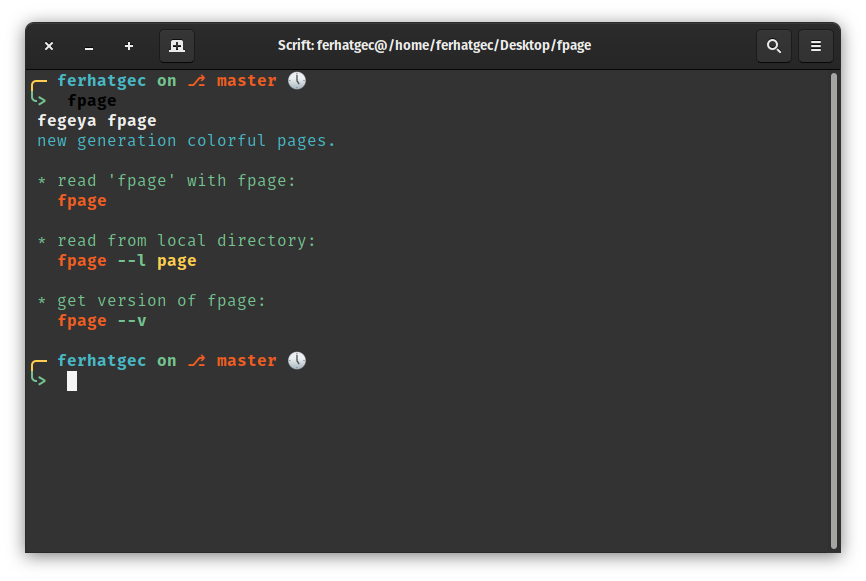 Scrift: ferhatgec@/home/ferhatgec/Desktop/fpage
ferhatgec on master
> fpage
fegeya fpage
new generation colorful pages.
* read 'fpage' with fpage:
fpage
* read from local directory:
fpage --l page
* get version of fpage:
fpage --v
ferhatgec on master
>